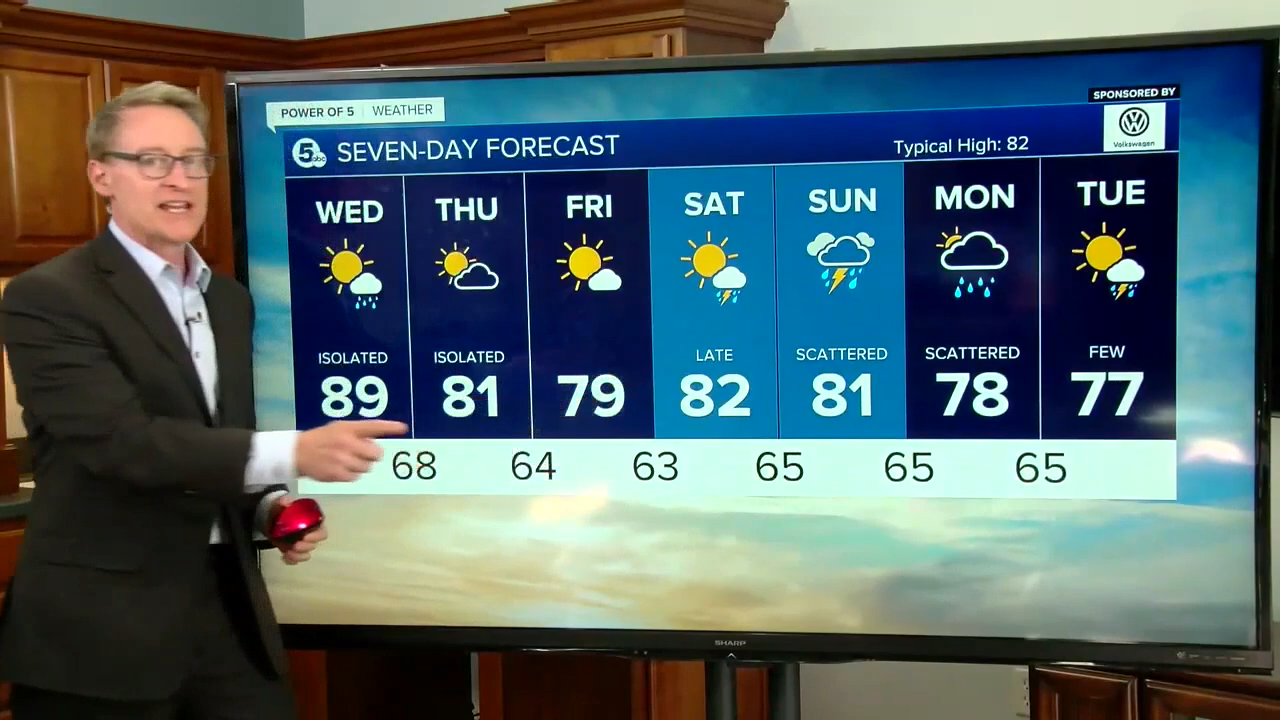 POWER OF 5 | WEATHER
SPONSORED BY
5 abc SEVEN-DAY FORECAST
Typical High: 82
Volkswagen
WED THU FRI SAT SUN MON TUE
ISOLATED ISOLATED LATE SCATTERED SCATTERED FEW
89 81 79 82 81 78 77
68 64 63 65 65 65
SHARP